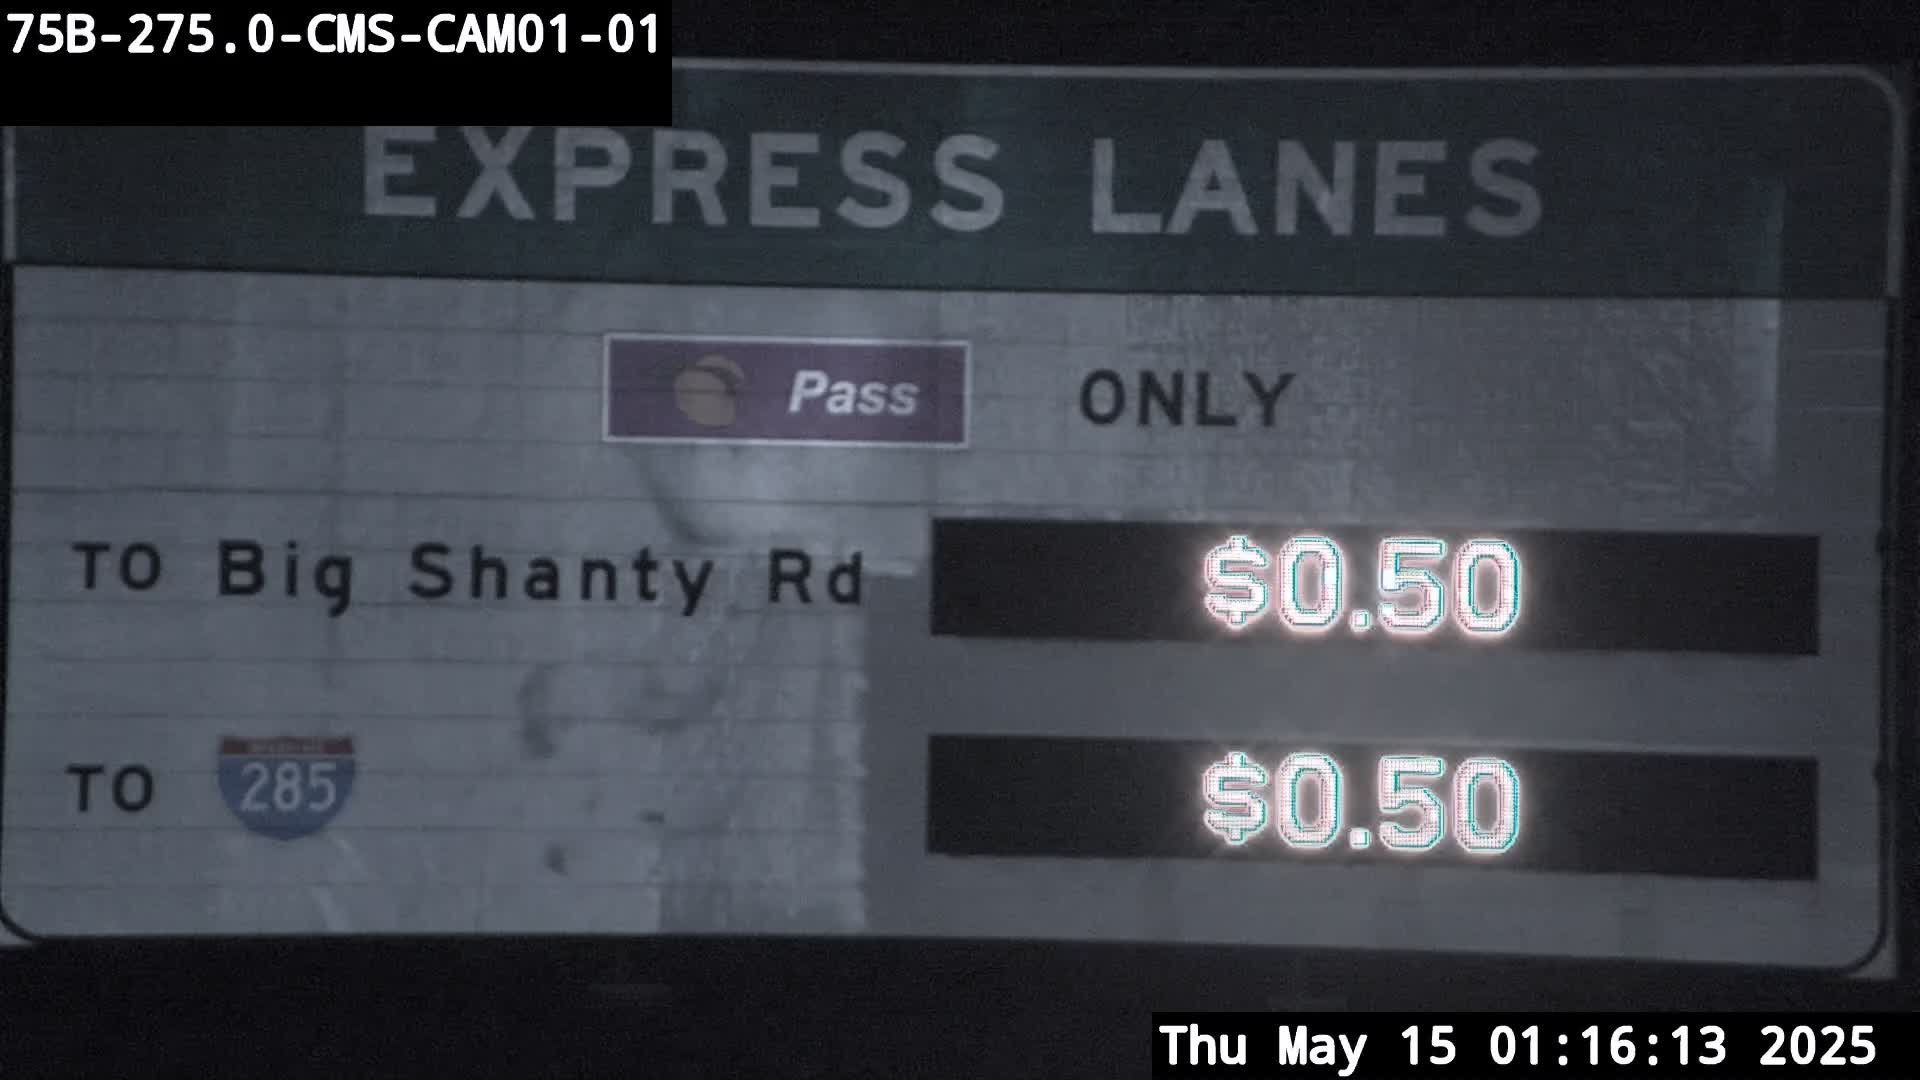 75B-275.0-CMS-CAM01-01
EXPRESS LANES
Pass ONLY
TO Big Shanty Rd $0.50
TO 285 $0.50
Thu May 15 01:16:13 2025